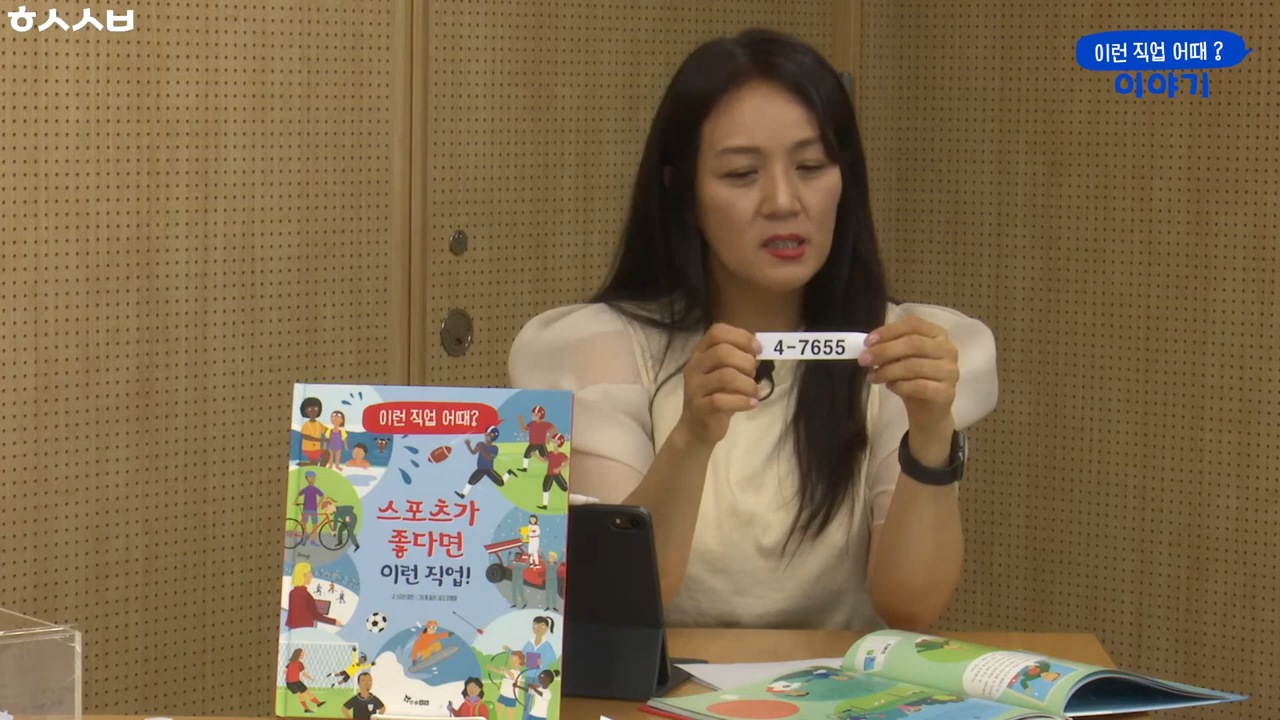 ㅎㅅㅅㅂ
이런 직업 어때?
이야기
4-7655
이런 직업 어때?
스포츠가
좋다면
이런 직업!